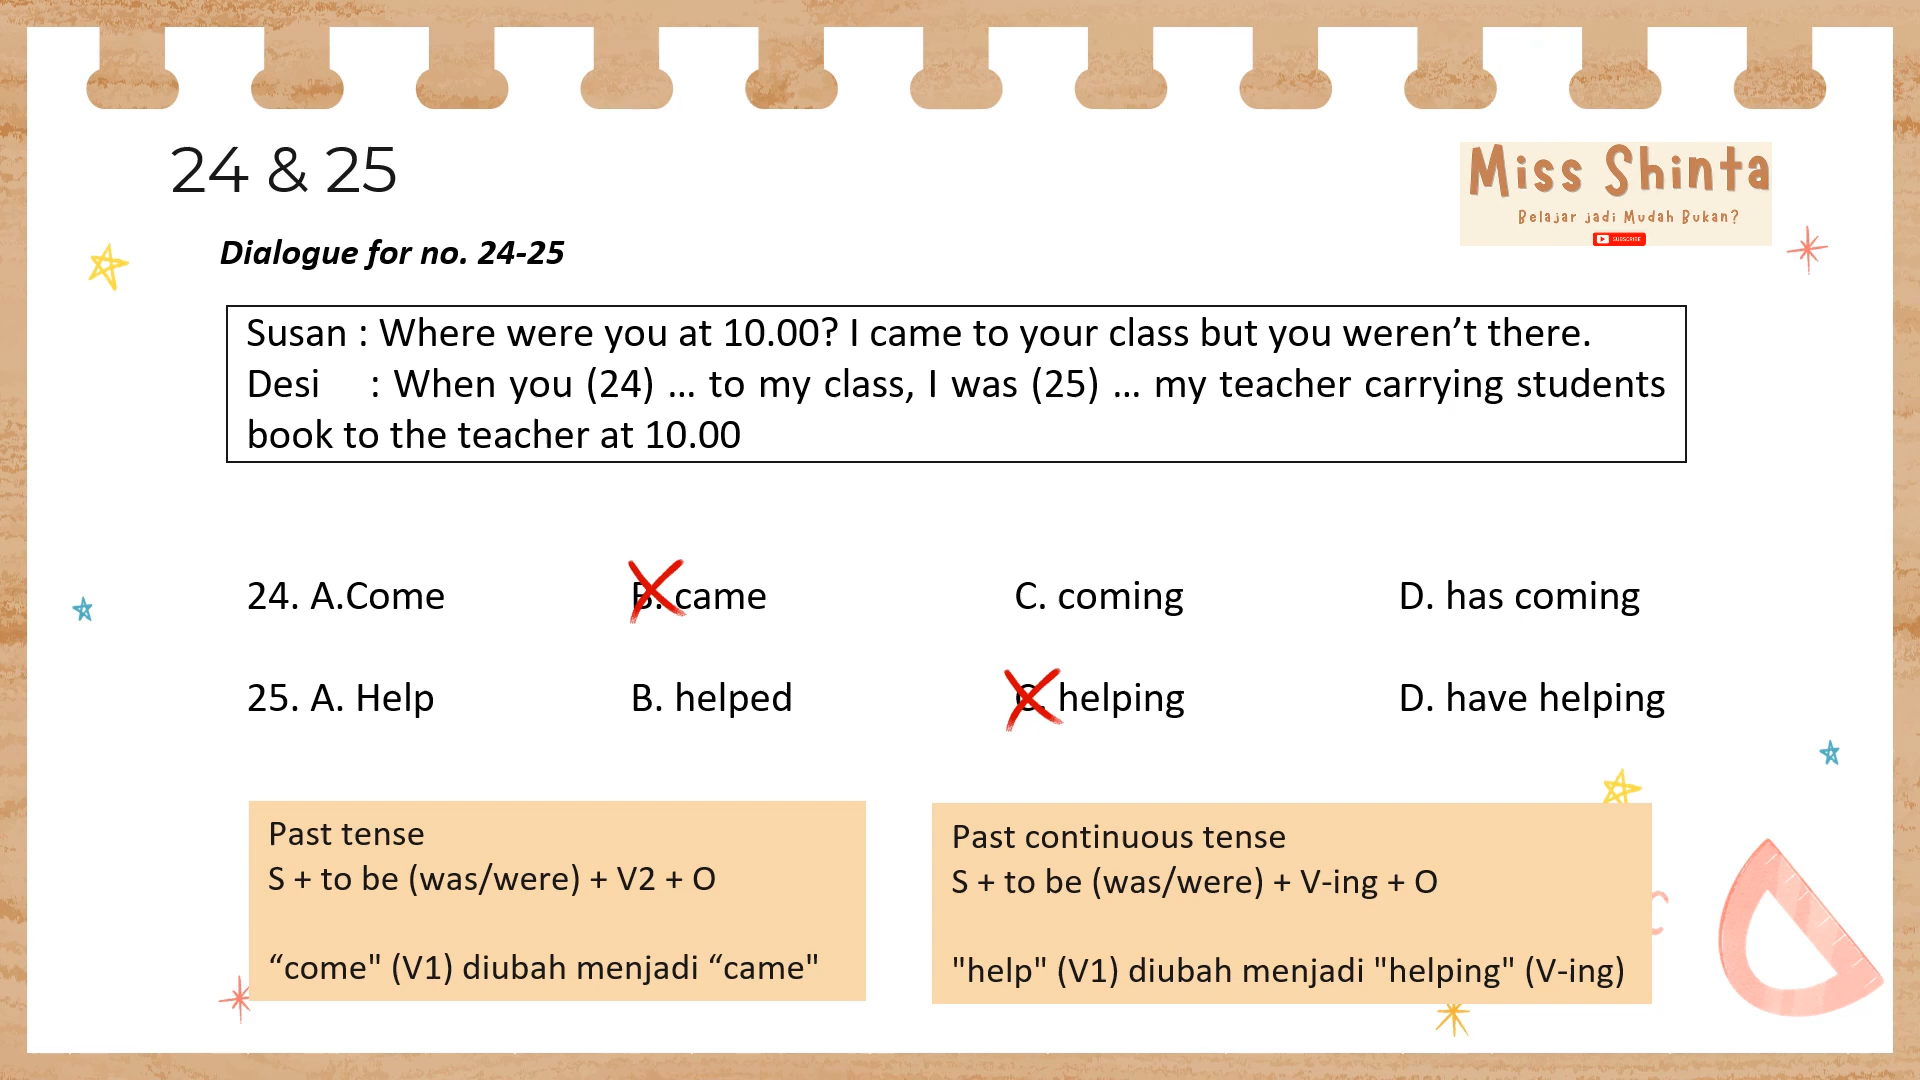 24 & 25
Miss Shinta
Belajar jadi Mudah Bukan?
SUBSCRIBE
Dialogue for no. 24-25
Susan : Where were you at 10.00? I came to your class but you weren’t there.
Desi : When you (24) ... to my class, I was (25) ... my teacher carrying students
book to the teacher at 10.00
24. A.Come B. came C. coming D. has coming
25. A. Help B. helped C. helping D. have helping
Past tense
S + to be (was/were) + V2 + O
“come" (V1) diubah menjadi “came"
Past continuous tense
S + to be (was/were) + V-ing + O
"help" (V1) diubah menjadi "helping" (V-ing)